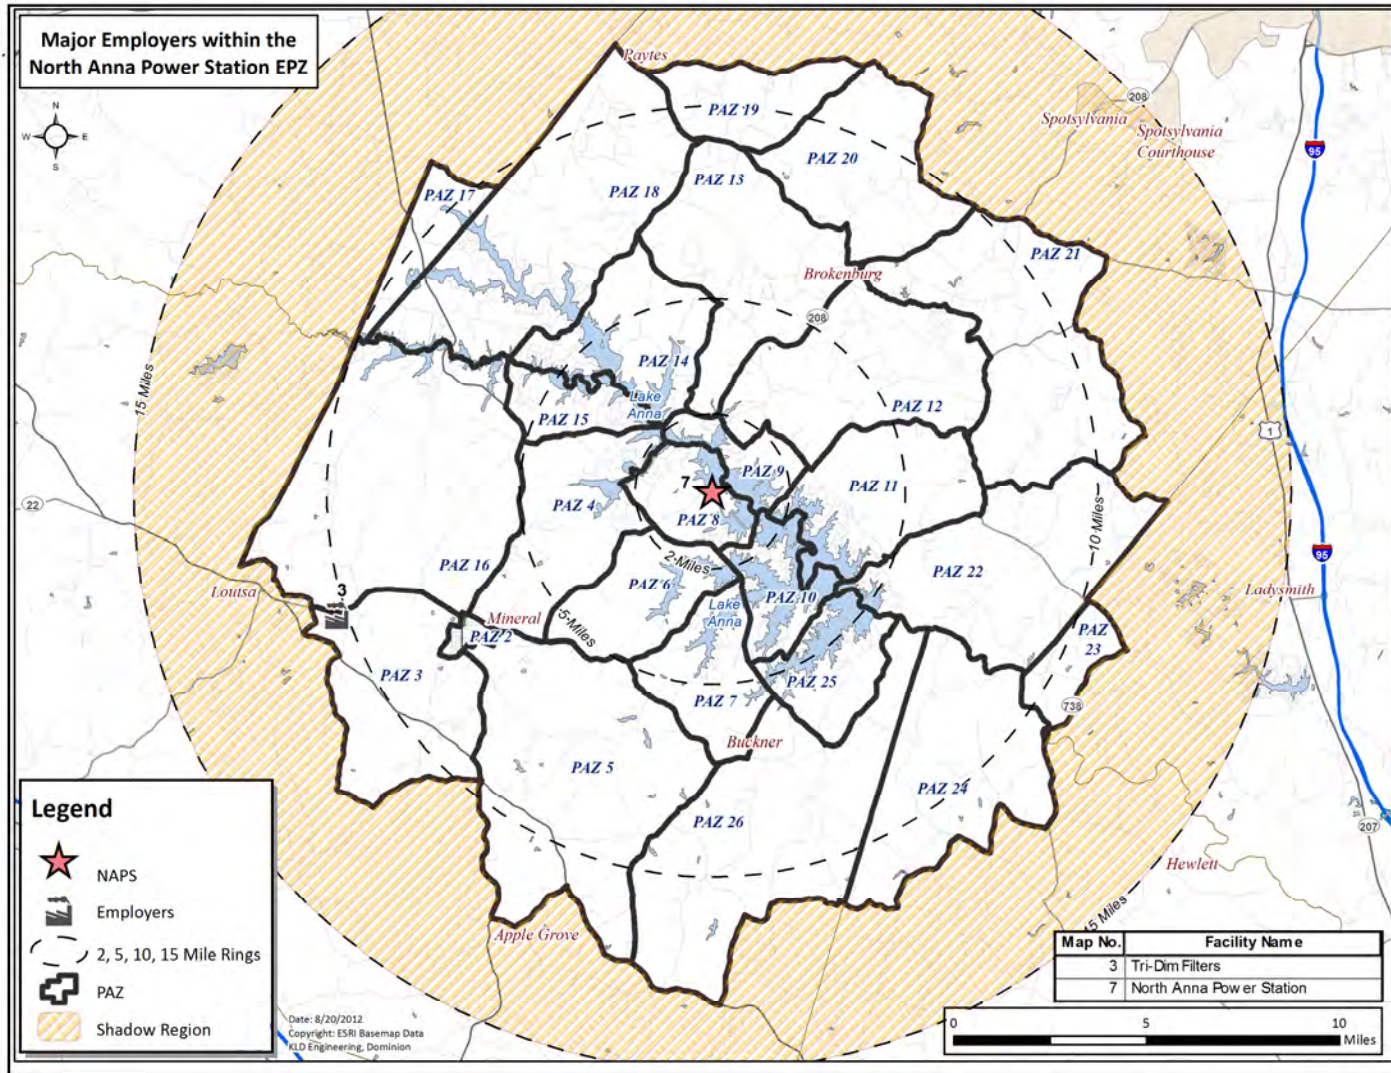 Major Employers within the
North Anna Power Station EPZ
N
W
E
S
Paytes
PAZ 19
208
Spotsylvania
Spotsylvania
Courthouse
95
PAZ 20
PAZ 17
PAZ 18
PAZ 13
PAZ 21
Brokenburg
208
PAZ 14
15 Miles
Lake
Anna
PAZ 15
PAZ 12
1
PAZ 9
7
PAZ 11
PAZ 4
PAZ 8
22
10 Miles
95
2-Miles
PAZ 16
PAZ 6
PAZ 22
Loutsa
3
Lake
Anna
PAZ 10
Ladysmith
Mineral
5-Miles
PAZ 2
PAZ
23
PAZ 3
PAZ 25
PAZ 7
738
Buckner
PAZ 5
PAZ 24
PAZ 26
207
Hewlett
15 Miles
Apple Grove
Legend
NAPS
Employers
2, 5, 10, 15 Mile Rings
PAZ
Shadow Region
Date: 8/20/2012
Copyright: ESRI Basemap Data
KLD Engineering, Dominion
Map No. Facility Name
3 Tri-Dim Filters
7 North Anna Power Station
0 5 10
Miles